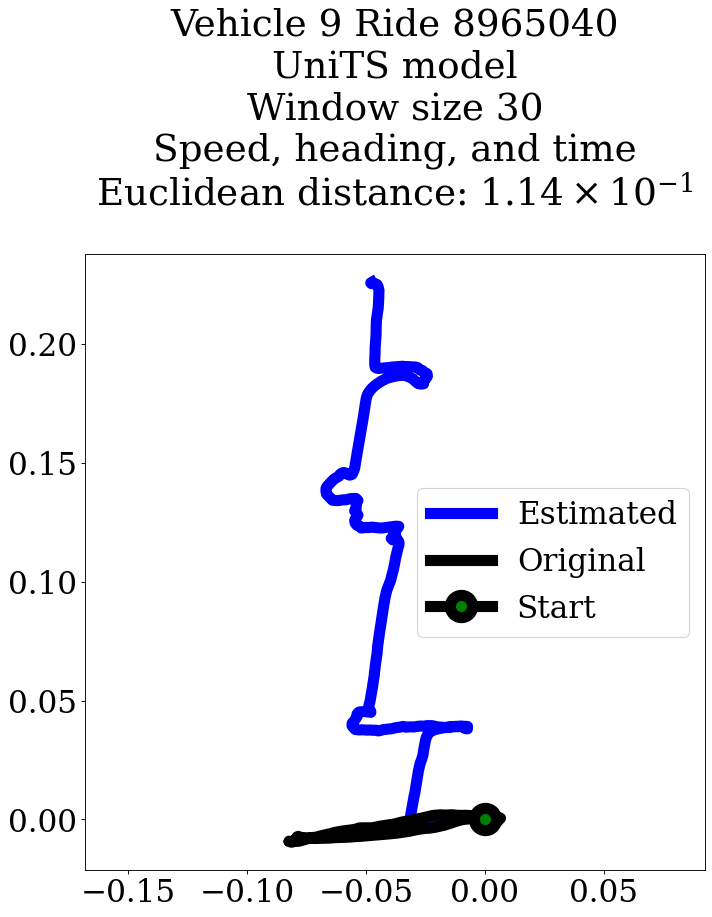 Vehicle 9 Ride 8965040
UniTS model
Window size 30
Speed, heading, and time
Euclidean distance: 1.14 × 10⁻¹
0.20
0.15
0.10
0.05
0.00
Estimated
Original
Start
−0.15 −0.10 −0.05 0.00 0.05